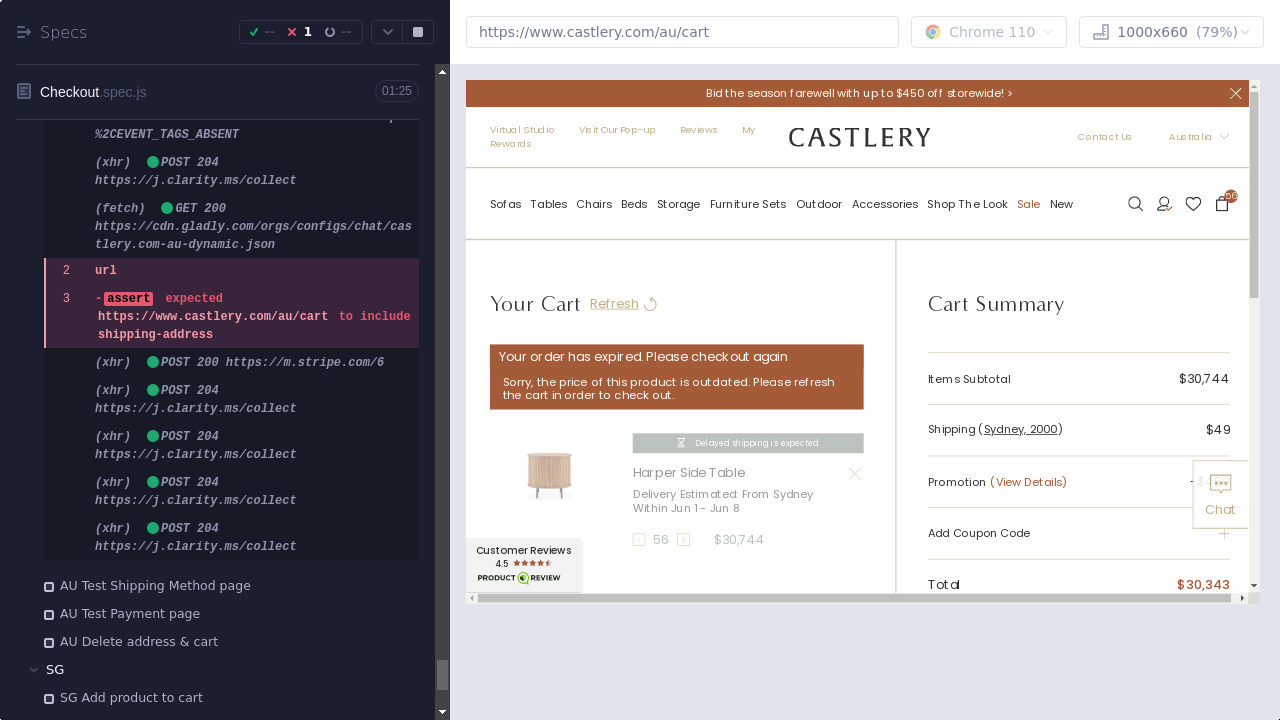 Specs
--
1
--
Checkout.spec.js
01:25
%2CEVENT_TAGS_ABSENT
(xhr) POST 204
https://j.clarity.ms/collect
(fetch) GET 200
https://cdn.gladly.com/orgs/configs/chat/cas
tlery.com-au-dynamic.json
2 url
3 -assert expected
https://www.castlery.com/au/cart to include
shipping-address
(xhr) POST 200 https://m.stripe.com/6
(xhr) POST 204
https://j.clarity.ms/collect
(xhr) POST 204
https://j.clarity.ms/collect
(xhr) POST 204
https://j.clarity.ms/collect
(xhr) POST 204
https://j.clarity.ms/collect
AU Test Shipping Method page
AU Test Payment page
AU Delete address & cart
SG
SG Add product to cart
https://www.castlery.com/au/cart
Chrome 110
1000x660 (79%)
Bid the season farewell with up to $450 off storewide! >
Virtual Studio Visit Our Pop-up Reviews My
Rewards
CASTLERY
Contact Us
Australia
Sofas Tables Chairs Beds Storage Furniture Sets Outdoor Accessories Shop The Look Sale New
56
Your Cart Refresh
Your order has expired. Please check out again
Sorry, the price of this product is outdated. Please refresh
the cart in order to check out.
Delayed shipping is expected.
Harper Side Table
Delivery Estimated: From Sydney
Within Jun 1 - Jun 8
- 56 + $30,744
Customer Reviews
4.5
PRODUCT REVIEW
Cart Summary
Items Subtotal $30,744
Shipping (Sydney, 2000) $49
Promotion (View Details)
Chat
Add Coupon Code
Total $30,343